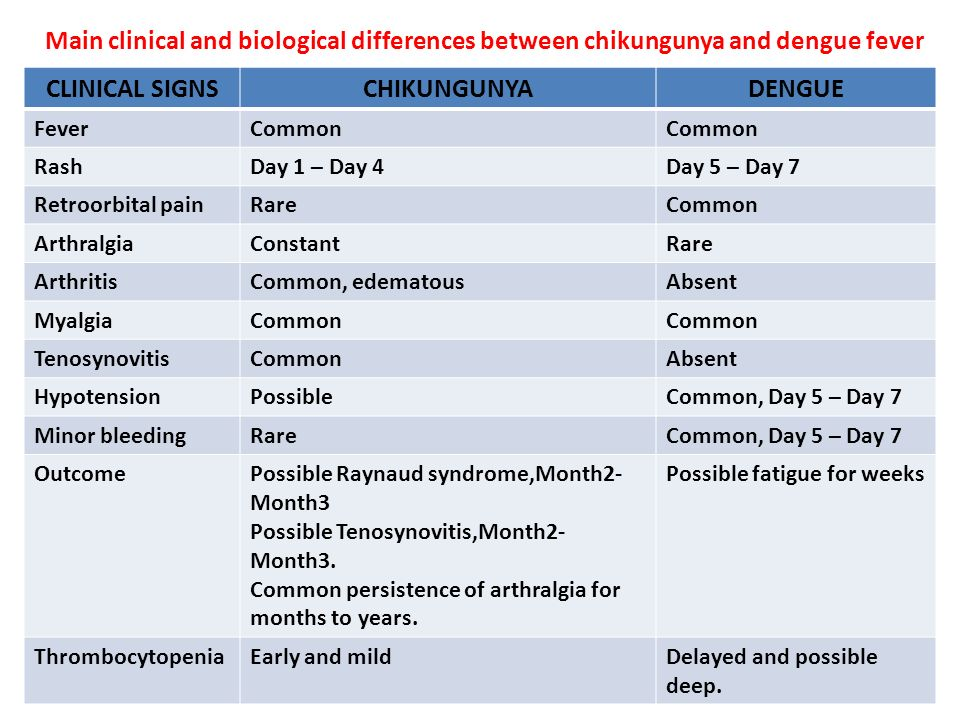 Main clinical and biological differences between chikungunya and dengue fever
CLINICAL SIGNS CHIKUNGUNYA DENGUE
Fever Common Common
Rash Day 1 – Day 4 Day 5 – Day 7
Retroorbital pain Rare Common
Arthralgia Constant Rare
Arthritis Common, edematous Absent
Myalgia Common Common
Tenosynovitis Common Absent
Hypotension Possible Common, Day 5 – Day 7
Minor bleeding Rare Common, Day 5 – Day 7
Outcome Possible Raynaud syndrome,Month2- Possible fatigue for weeks
Month3
Possible Tenosynovitis,Month2-
Month3.
Common persistence of arthralgia for
months to years.
Thrombocytopenia Early and mild Delayed and possible
deep.